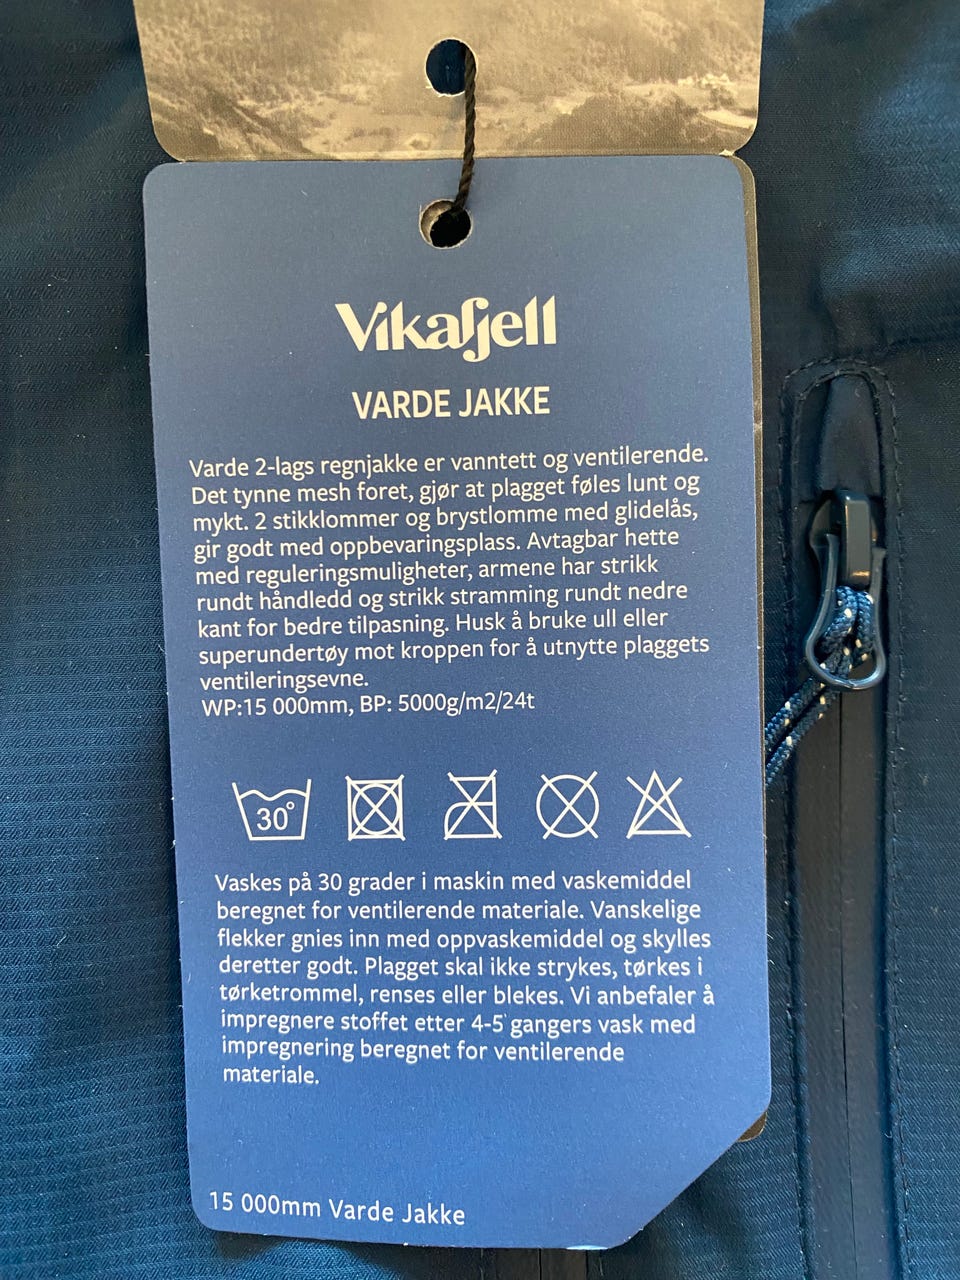 Vikafjell
VARDE JAKKE
Varde 2-lags regnjakke er vanntett og ventilerende.
Det tynne mesh foret, gjør at plagget føles lunt og
mykt. 2 stikklommer og brystlomme med glidelås,
gir godt med oppbevaringsplass. Avtagbar hette
med reguleringsmuligheter, armene har strikk
rundt håndledd og strikk stramming rundt nedre
kant for bedre tilpasning. Husk å bruke ull eller
superundertøy mot kroppen for å utnytte plaggets
ventileringsevne.
WP:15 000mm, BP: 5000g/m2/24t
30°
Vaskes på 30 grader i maskin med vaskemiddel
beregnet for ventilerende materiale. Vanskelige
flekker gnies inn med oppvaskemiddel og skylles
deretter godt. Plagget skal ikke strykes, tørkes i
tørketrommel, renses eller blekes. Vi anbefaler å
impregnere stoffet etter 4-5 gangers vask med
impregnering beregnet for ventilerende
materiale.
15 000mm Varde Jakke